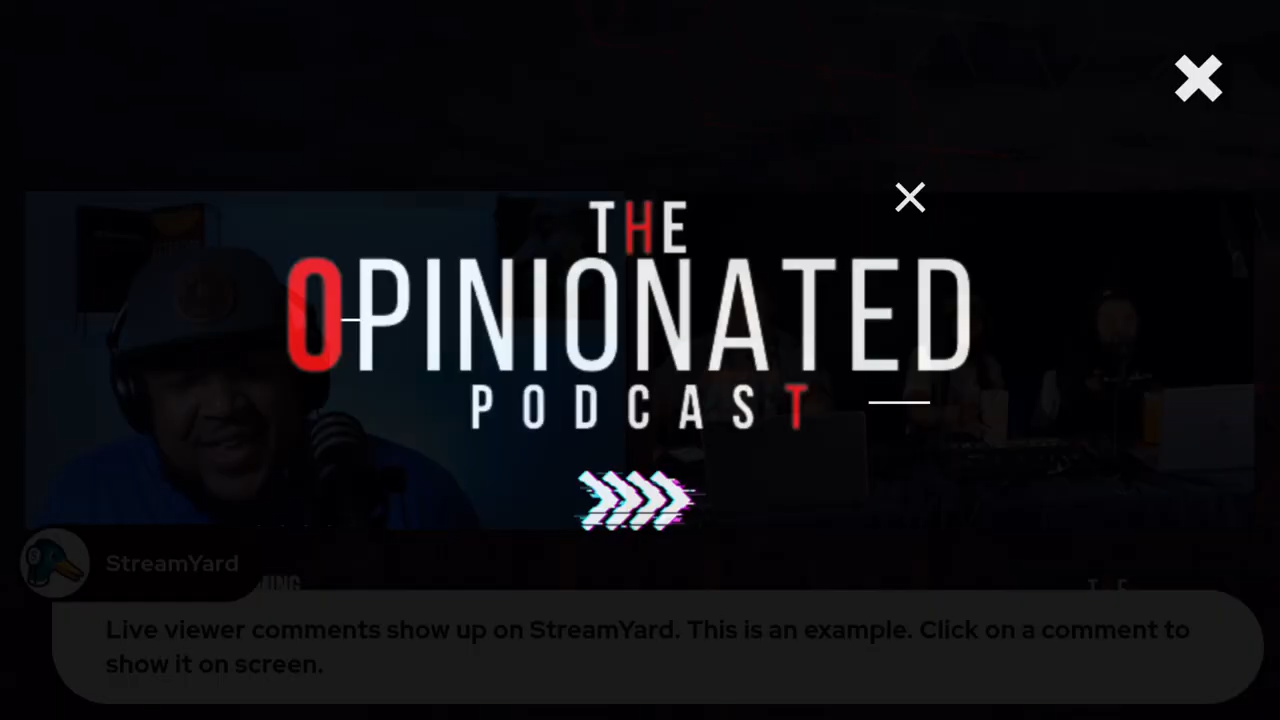 THE
OPINIONATED
PODCAST
StreamYard
Live viewer comments show up on StreamYard. This is an example. Click on a comment to
show it on screen.